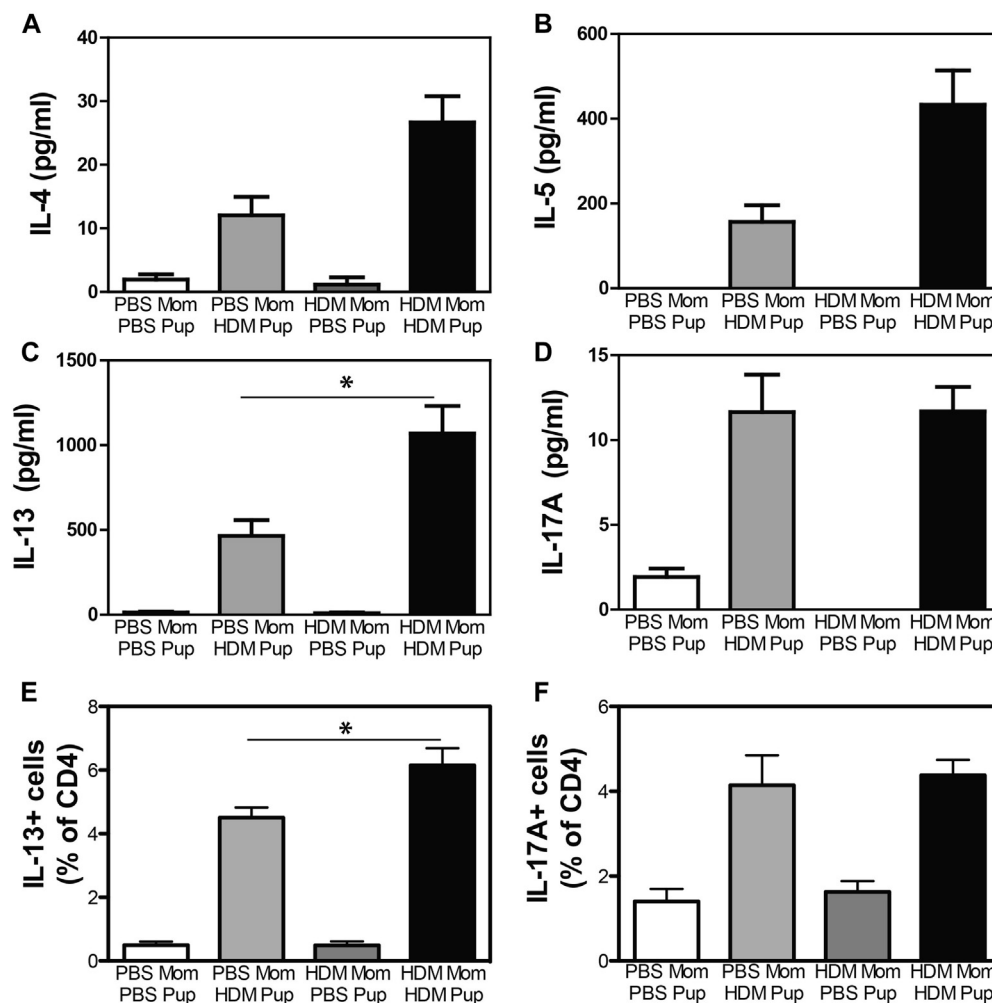 A
IL-4 (pg/ml)
40
30
20
10
0
PBS Mom PBS Mom HDM Mom HDM Mom
PBS Pup HDM Pup PBS Pup HDM Pup
B
IL-5 (pg/ml)
600
400
200
0
PBS Mom PBS Mom HDM Mom HDM Mom
PBS Pup HDM Pup PBS Pup HDM Pup
C
IL-13 (pg/ml)
1500
1000
500
0
*
PBS Mom PBS Mom HDM Mom HDM Mom
PBS Pup HDM Pup PBS Pup HDM Pup
D
IL-17A (pg/ml)
15
10
5
0
PBS Mom PBS Mom HDM Mom HDM Mom
PBS Pup HDM Pup PBS Pup HDM Pup
E
IL-13+ cells
(% of CD4)
8
6
4
2
0
*
PBS Mom PBS Mom HDM Mom HDM Mom
PBS Pup HDM Pup PBS Pup HDM Pup
F
IL-17A+ cells
(% of CD4)
6
4
2
0
PBS Mom PBS Mom HDM Mom HDM Mom
PBS Pup HDM Pup PBS Pup HDM Pup